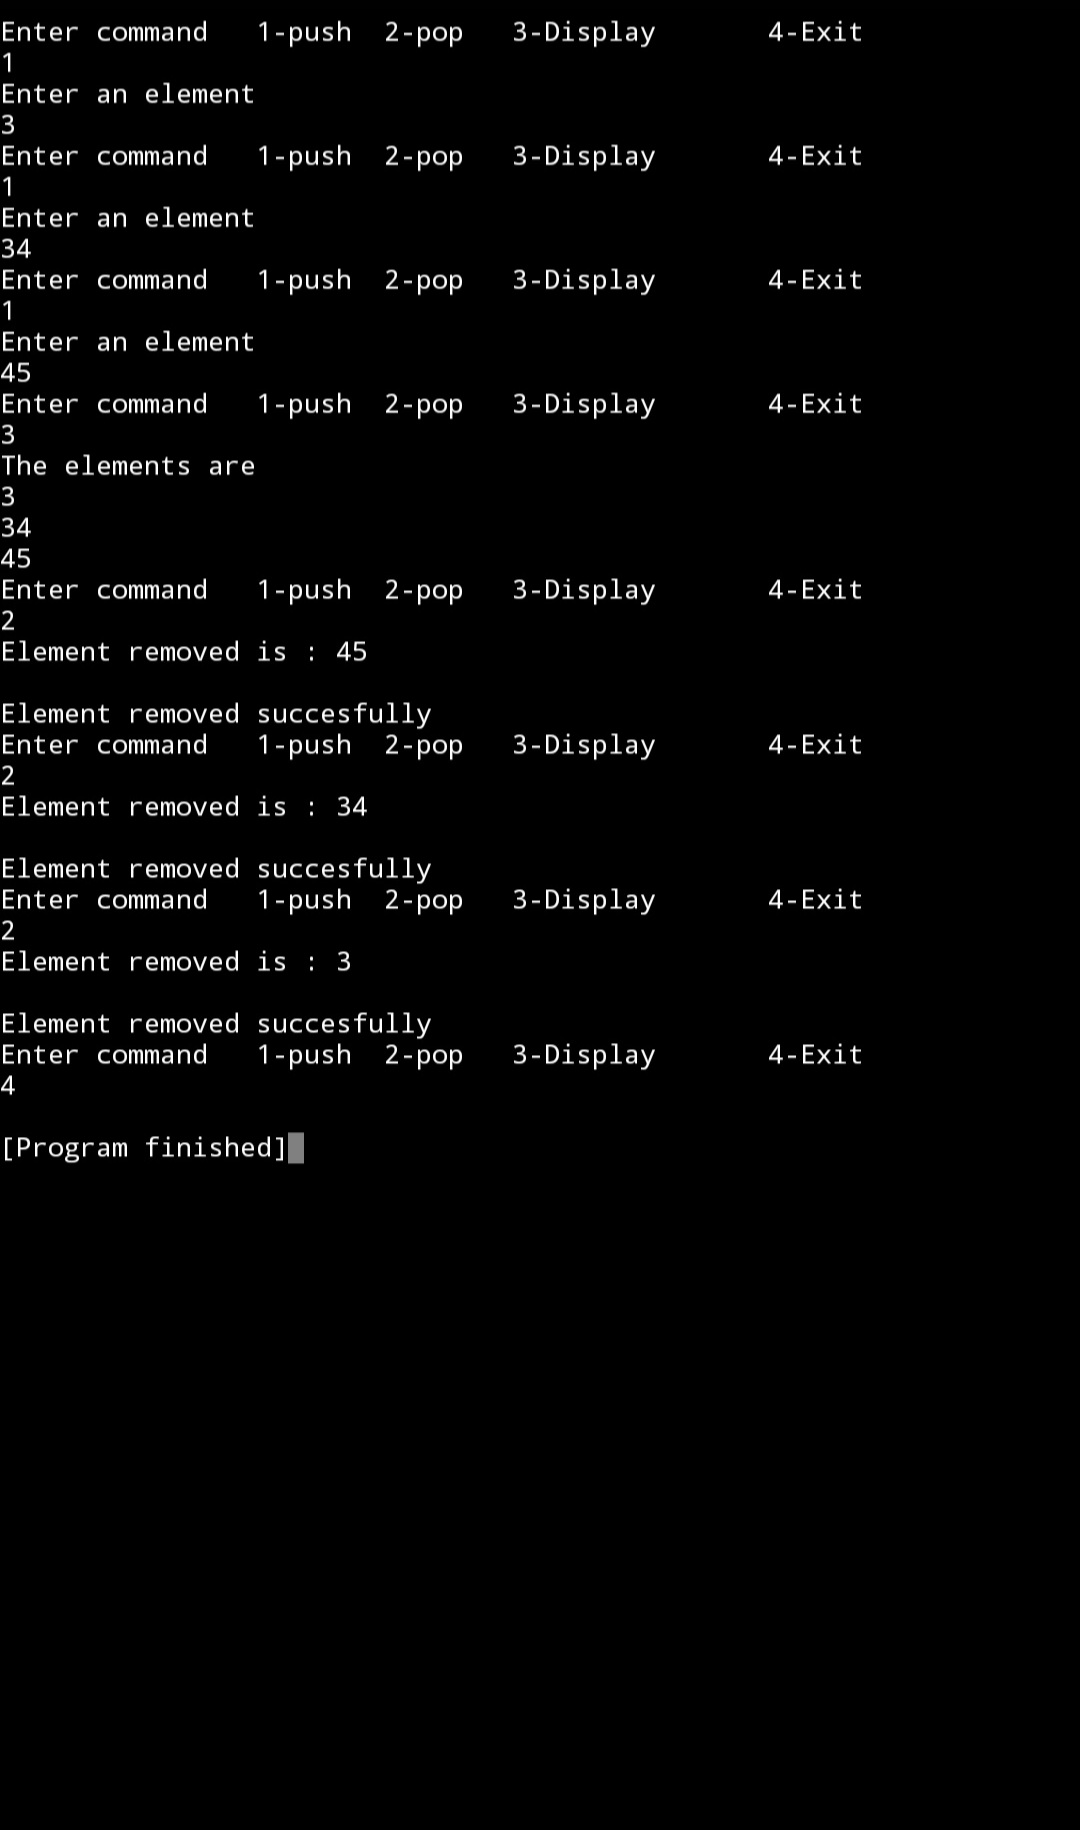 Enter command   1-push  2-pop   3-Display       4-Exit
1
Enter an element
3
Enter command   1-push  2-pop   3-Display       4-Exit
1
Enter an element
34
Enter command   1-push  2-pop   3-Display       4-Exit
1
Enter an element
45
Enter command   1-push  2-pop   3-Display       4-Exit
3
The elements are
3
34
45
Enter command   1-push  2-pop   3-Display       4-Exit
2
Element removed is : 45

Element removed succesfully
Enter command   1-push  2-pop   3-Display       4-Exit
2
Element removed is : 34

Element removed succesfully
Enter command   1-push  2-pop   3-Display       4-Exit
2
Element removed is : 3

Element removed succesfully
Enter command   1-push  2-pop   3-Display       4-Exit
4

[Program finished]